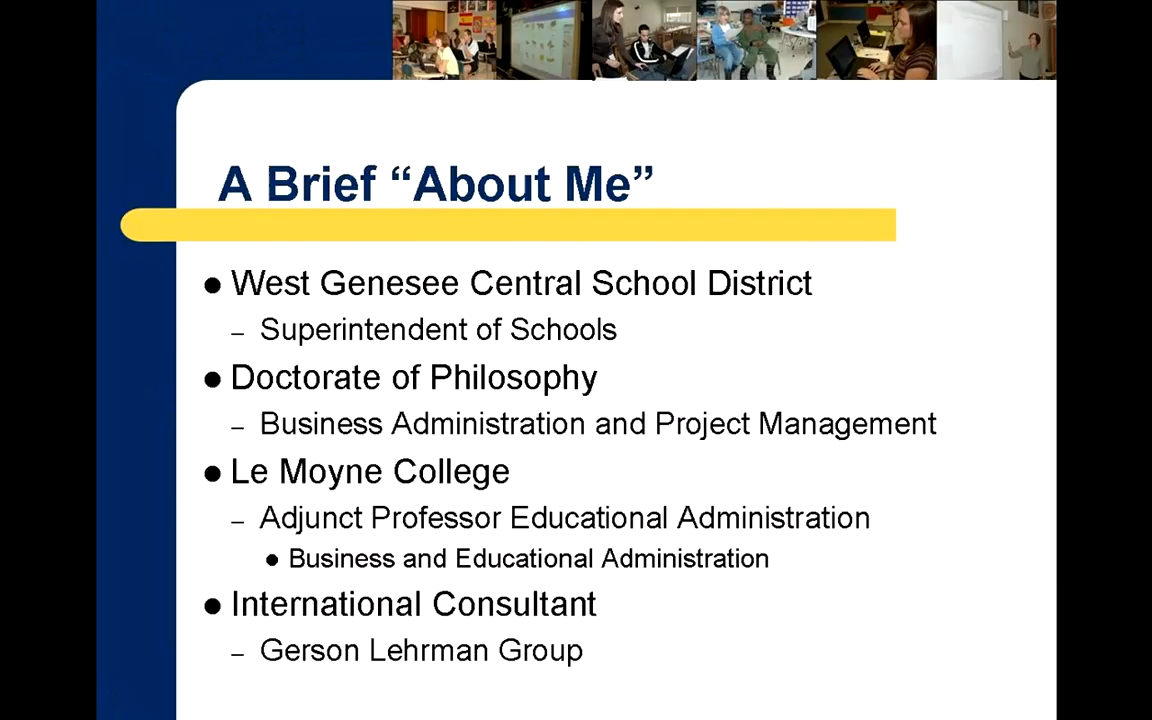 A Brief “About Me”
● West Genesee Central School District
– Superintendent of Schools
● Doctorate of Philosophy
– Business Administration and Project Management
● Le Moyne College
– Adjunct Professor Educational Administration
● Business and Educational Administration
● International Consultant
– Gerson Lehrman Group